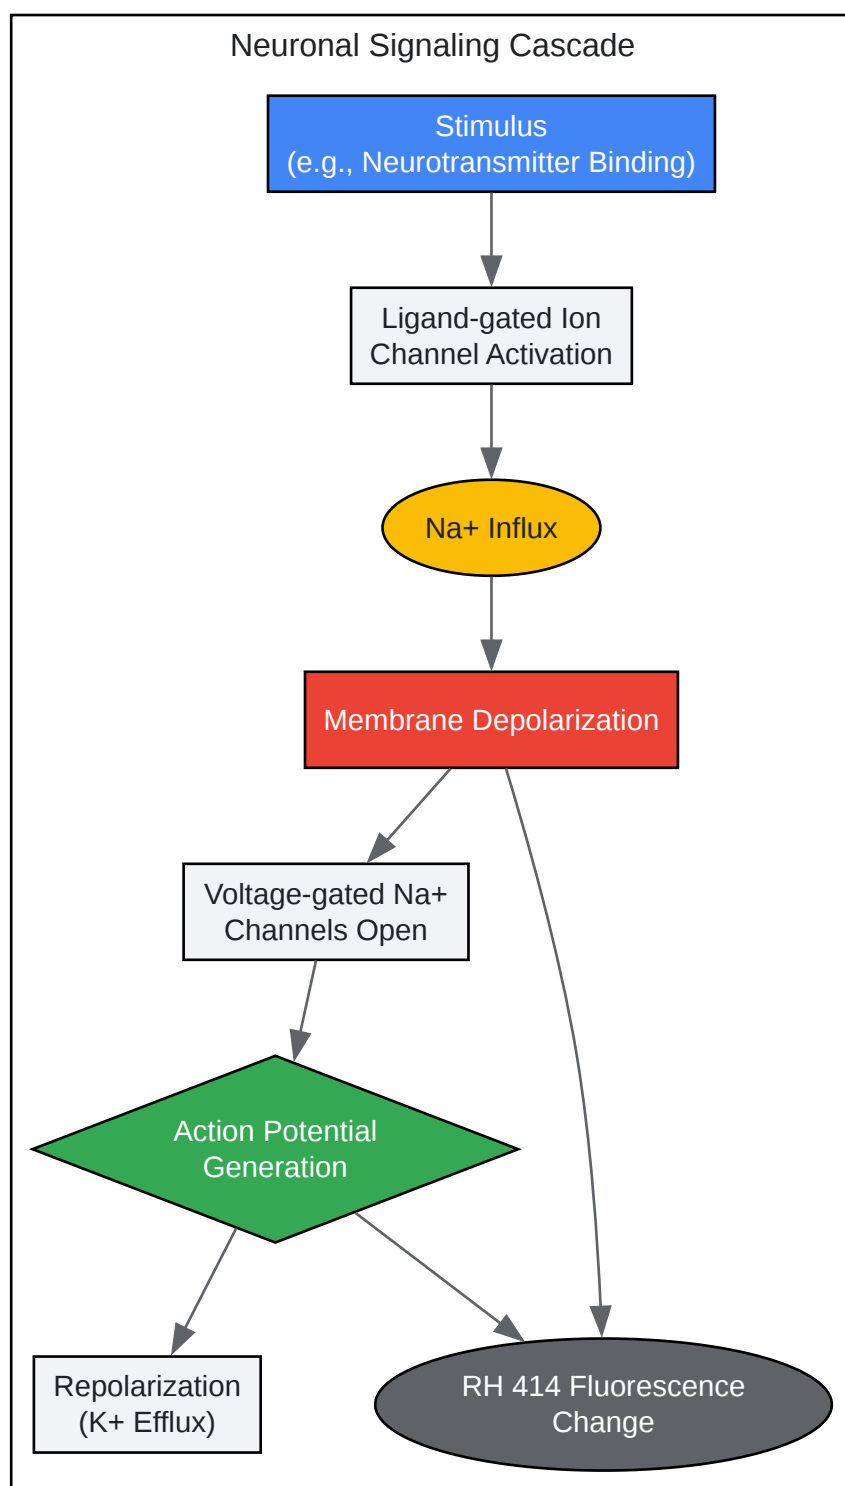 Neuronal Signaling Cascade
Stimulus
(e.g., Neurotransmitter Binding)
Ligand-gated Ion
Channel Activation
Na+ Influx
Membrane Depolarization
Voltage-gated Na+
Channels Open
Action Potential
Generation
Repolarization
(K+ Efflux)
RH 414 Fluorescence
Change